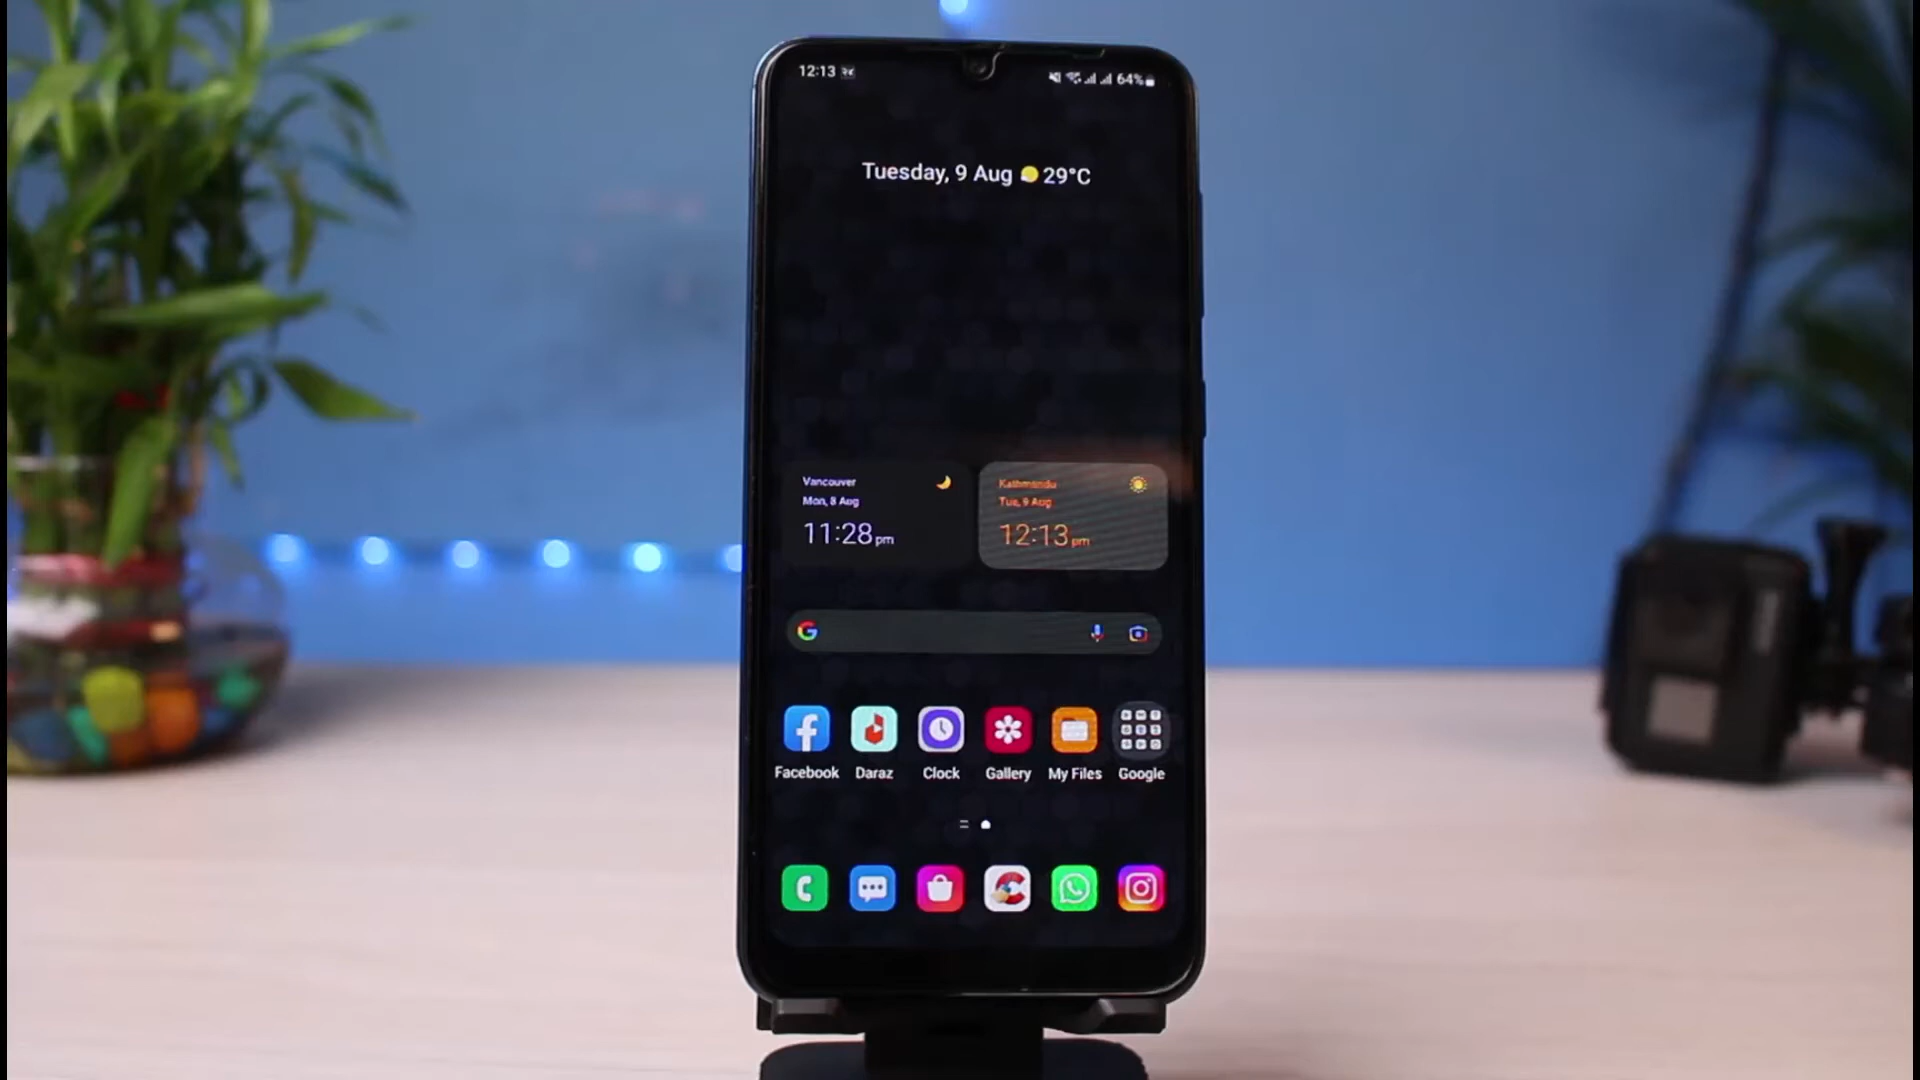 12:13
64%
Tuesday, 9 Aug 29°C
Vancouver
Mon, 8 Aug
11:28 pm
Kathmandu
Tue, 9 Aug
12:13 pm
Facebook Daraz Clock Gallery My Files Google